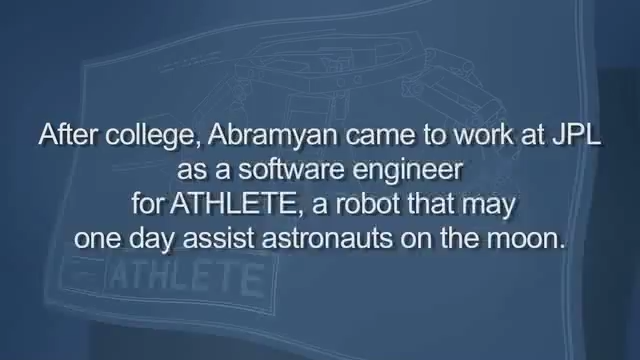 After college, Abramyan came to work at JPL
as a software engineer
for ATHLETE, a robot that may
one day assist astronauts on the moon.
ATHLETE